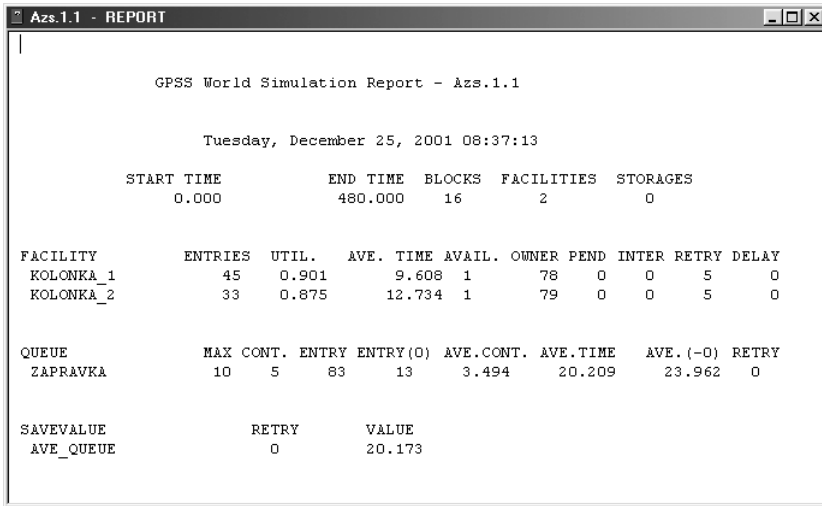 Azs.1.1 - REPORT
GPSS World Simulation Report - Azs.1.1
Tuesday, December 25, 2001 08:37:13
START TIME END TIME BLOCKS FACILITIES STORAGES
0.000 480.000 16 2 0
FACILITY ENTRIES UTIL. AVE. TIME AVAIL. OWNER PEND INTER RETRY DELAY
KOLONKA_1 45 0.901 9.608 1 78 0 0 5 0
KOLONKA_2 33 0.875 12.734 1 79 0 0 5 0
QUEUE MAX CONT. ENTRY ENTRY(0) AVE.CONT. AVE.TIME AVE.(-0) RETRY
ZAPRAVKA 10 5 83 13 3.494 20.209 23.962 0
SAVEVALUE RETRY VALUE
AVE_QUEUE 0 20.173